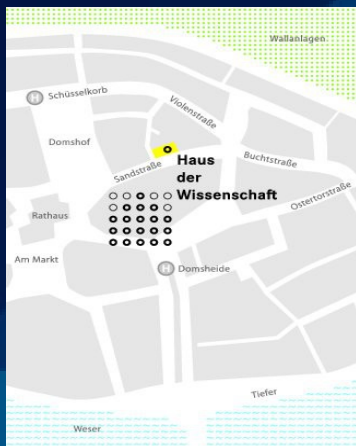 Wallanlagen
H Schüsselkorb
Violenstraße
Domshof
Haus
der
Wissenschaft
Buchtstraße
Sandstraße
Ostertorstraße
Rathaus
Am Markt
H Domsheide
Tiefer
Weser